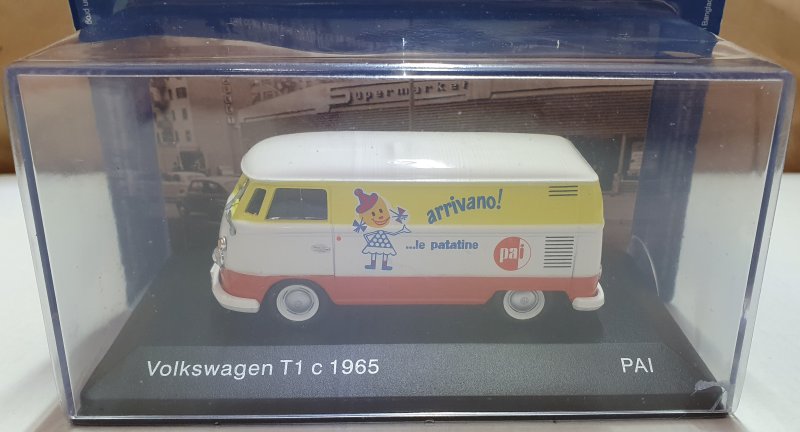 Supermarket
arrivano!
...le patatine
pai
Volkswagen T1 c 1965
PAI